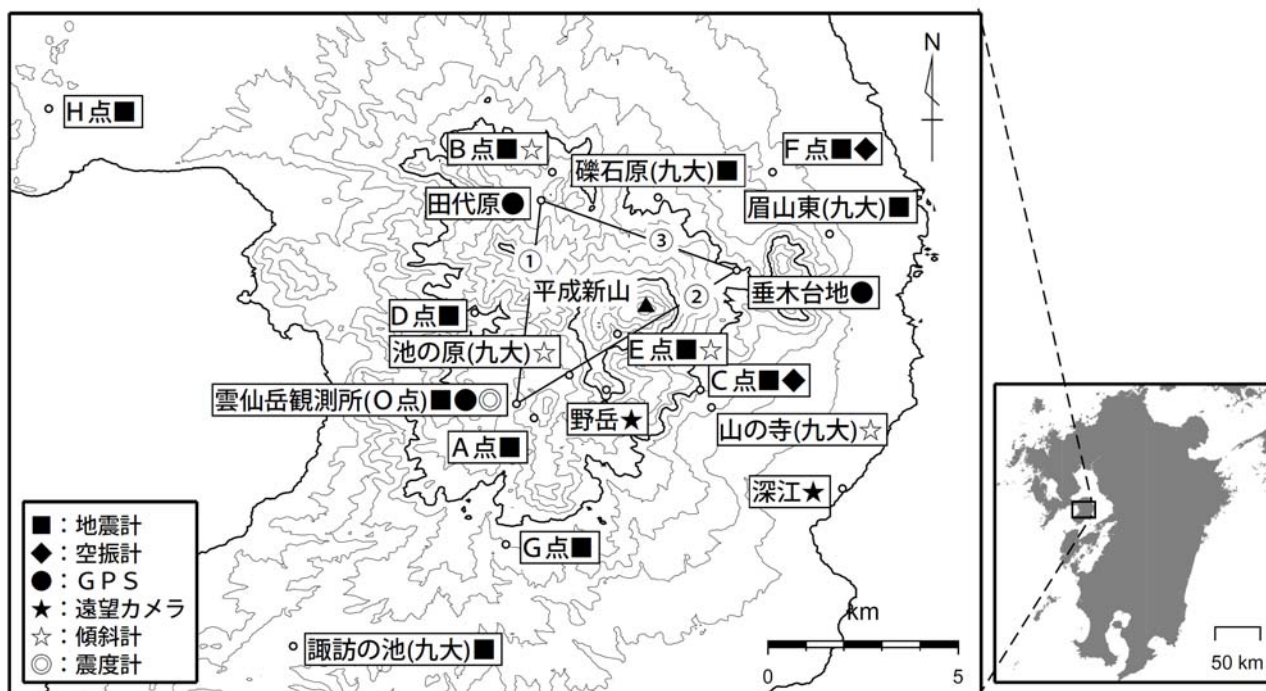 N
H点■
B点■☆
礫石原(九大)■
F点■◆
田代原●
眉山東(九大)■
③
①
平成新山
②
垂木台地●
D点■
池の原(九大)☆
E点■☆
C点■◆
雲仙岳観測所(O点)■●◎
野岳★
山の寺(九大)☆
A点■
深江★
G点■
諏訪の池(九大)■
■：地震計
◆：空振計
●：GPS
★：遠望カメラ
☆：傾斜計
◎：震度計
km
0 5
50 km